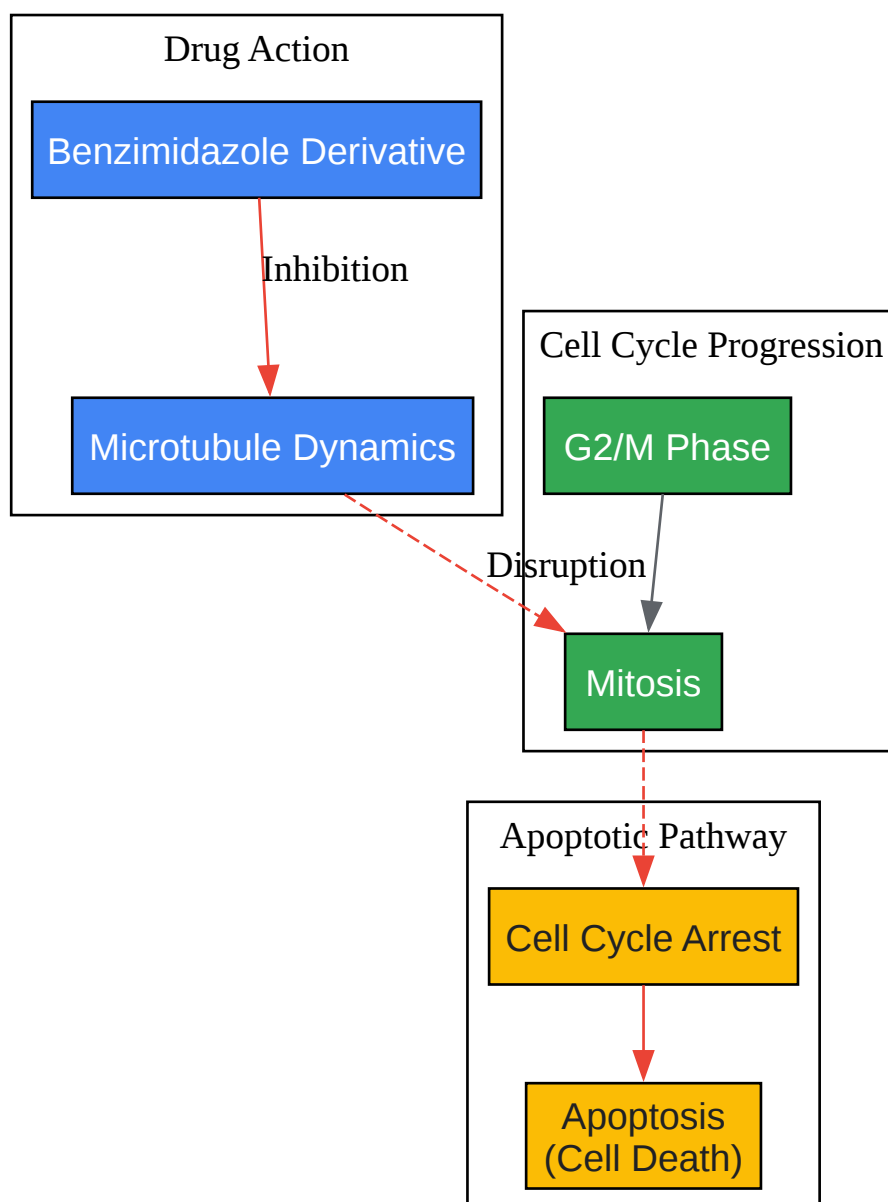 Drug Action
Benzimidazole Derivative
Inhibition
Microtubule Dynamics
Cell Cycle Progression
G2/M Phase
Disruption
Mitosis
Apoptotic Pathway
Cell Cycle Arrest
Apoptosis
(Cell Death)